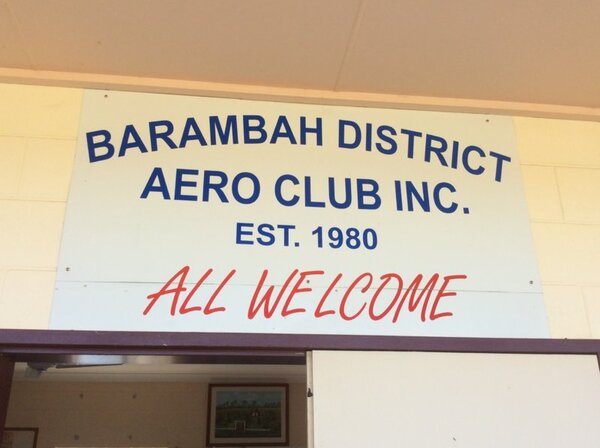 BARAMBAH DISTRICT
AERO CLUB INC.
EST. 1980
ALL WELCOME